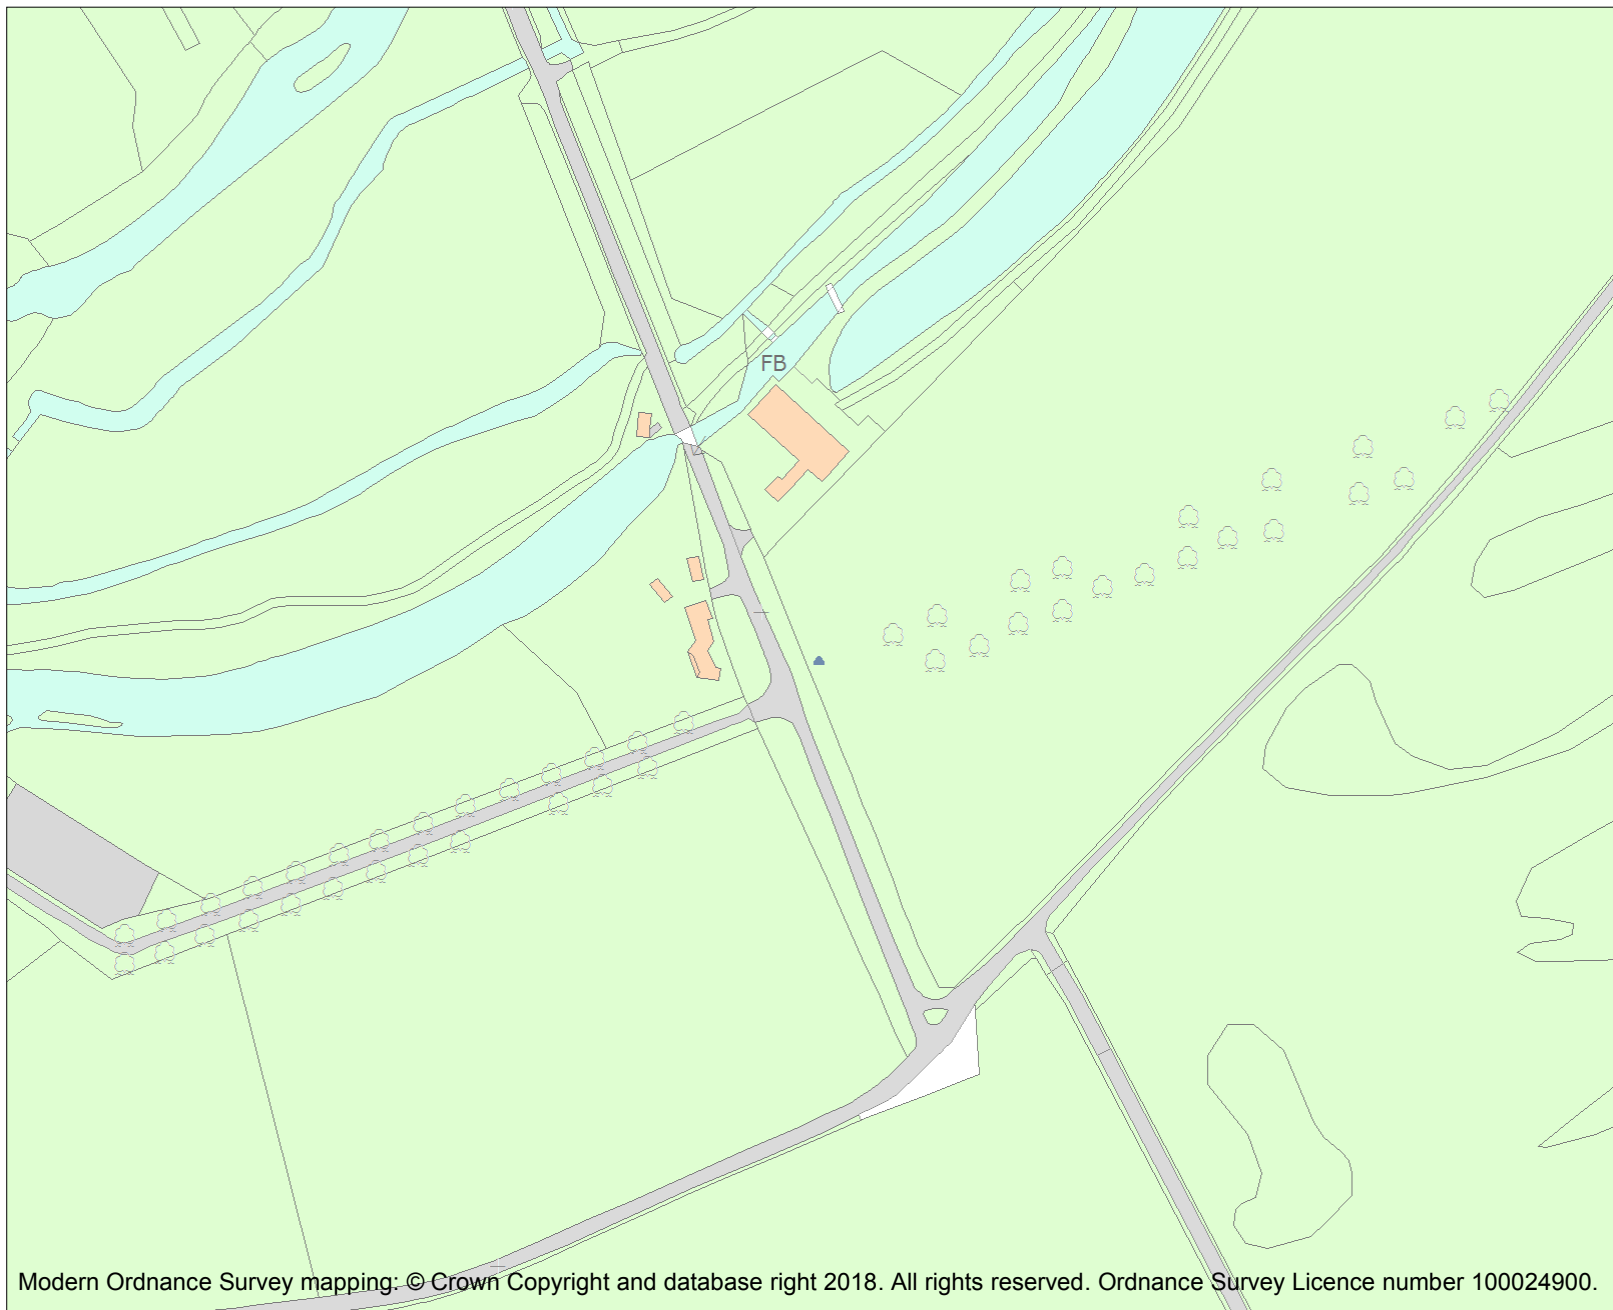 FB
Modern Ordnance Survey mapping: © Crown Copyright and database right 2018. All rights reserved. Ordnance Survey Licence number 100024900.